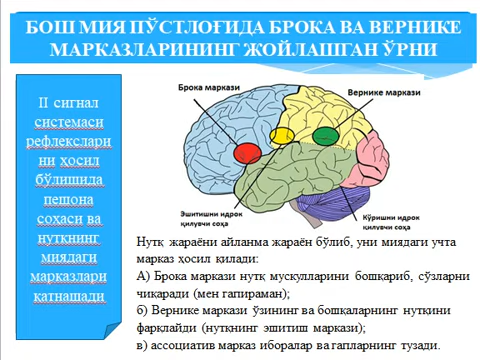 БОШ МИЯ ПЎСТЛОҒИДА БРОКА ВА ВЕРНИКЕ
МАРКАЗЛАРИНИНГ ЖОЙЛАШГАН ЎРНИ
II сигнал
системаси
рефлекслари
ни ҳосил
бўлишида
пешона
соҳаси ва
нутқнинг
миядаги
марказлари
қатнашади
Брока маркази
Вернике маркази
Эшитишни идрок
қилувчи соҳа
Кўришни идрок
қилувчи соҳа
Нутқ жараёни айланма жараён бўлиб, уни миядаги учта
марказ ҳосил қилади:
А) Брока маркази нутқ мускулларини бошқариб, сўзларни
чиқаради (мен гапираман);
б) Вернике маркази ўзининг ва бошқаларнинг нутқини
фарқлайди (нутқнинг эшитиш маркази);
в) ассоциатив марказ иборалар ва гапларнинг тузади.